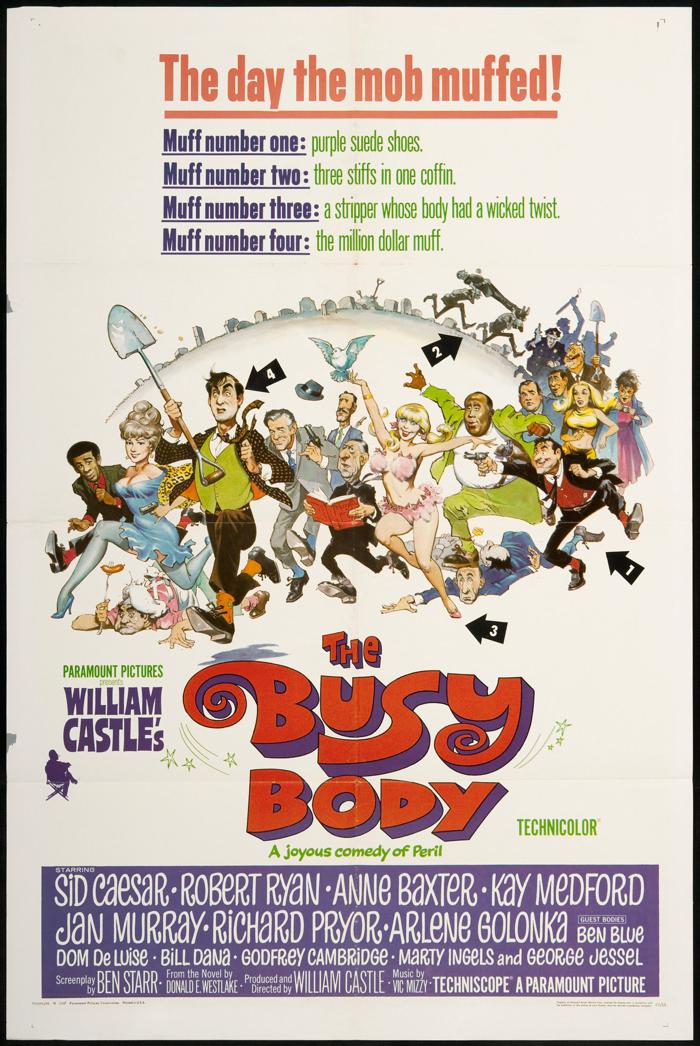 The day the mob muffed!
Muff number one: purple suede shoes.
Muff number two: three stiffs in one coffin.
Muff number three: a stripper whose body had a wicked twist.
Muff number four: the million dollar muff.
2
4
1
3
PARAMOUNT PICTURES
presents
WILLIAM
CASTLE's
THe
BUSY
BODY
TECHNICOLOR®
A joyous comedy of Peril
STARRING
SiD CAeSAR · ROBERT RYAN · ANNE BAXTER · KAY MEDFORD
JAN MURRAY · RICHARD PRYOR · ARLENE GOLONKA GUEST BODIES BEN BLUE
DOM De LUISE · BILL DANA · GODFREY CAMBRIDGE · MARTY INGELS and GEORGE JESSEL
Screenplay by BEN STARR · From the Novel by DONALD E. WESTLAKE · Produced and Directed by WILLIAM CASTLE · Music by VIC MIZZY · TECHNISCOPE® A PARAMOUNT PICTURE